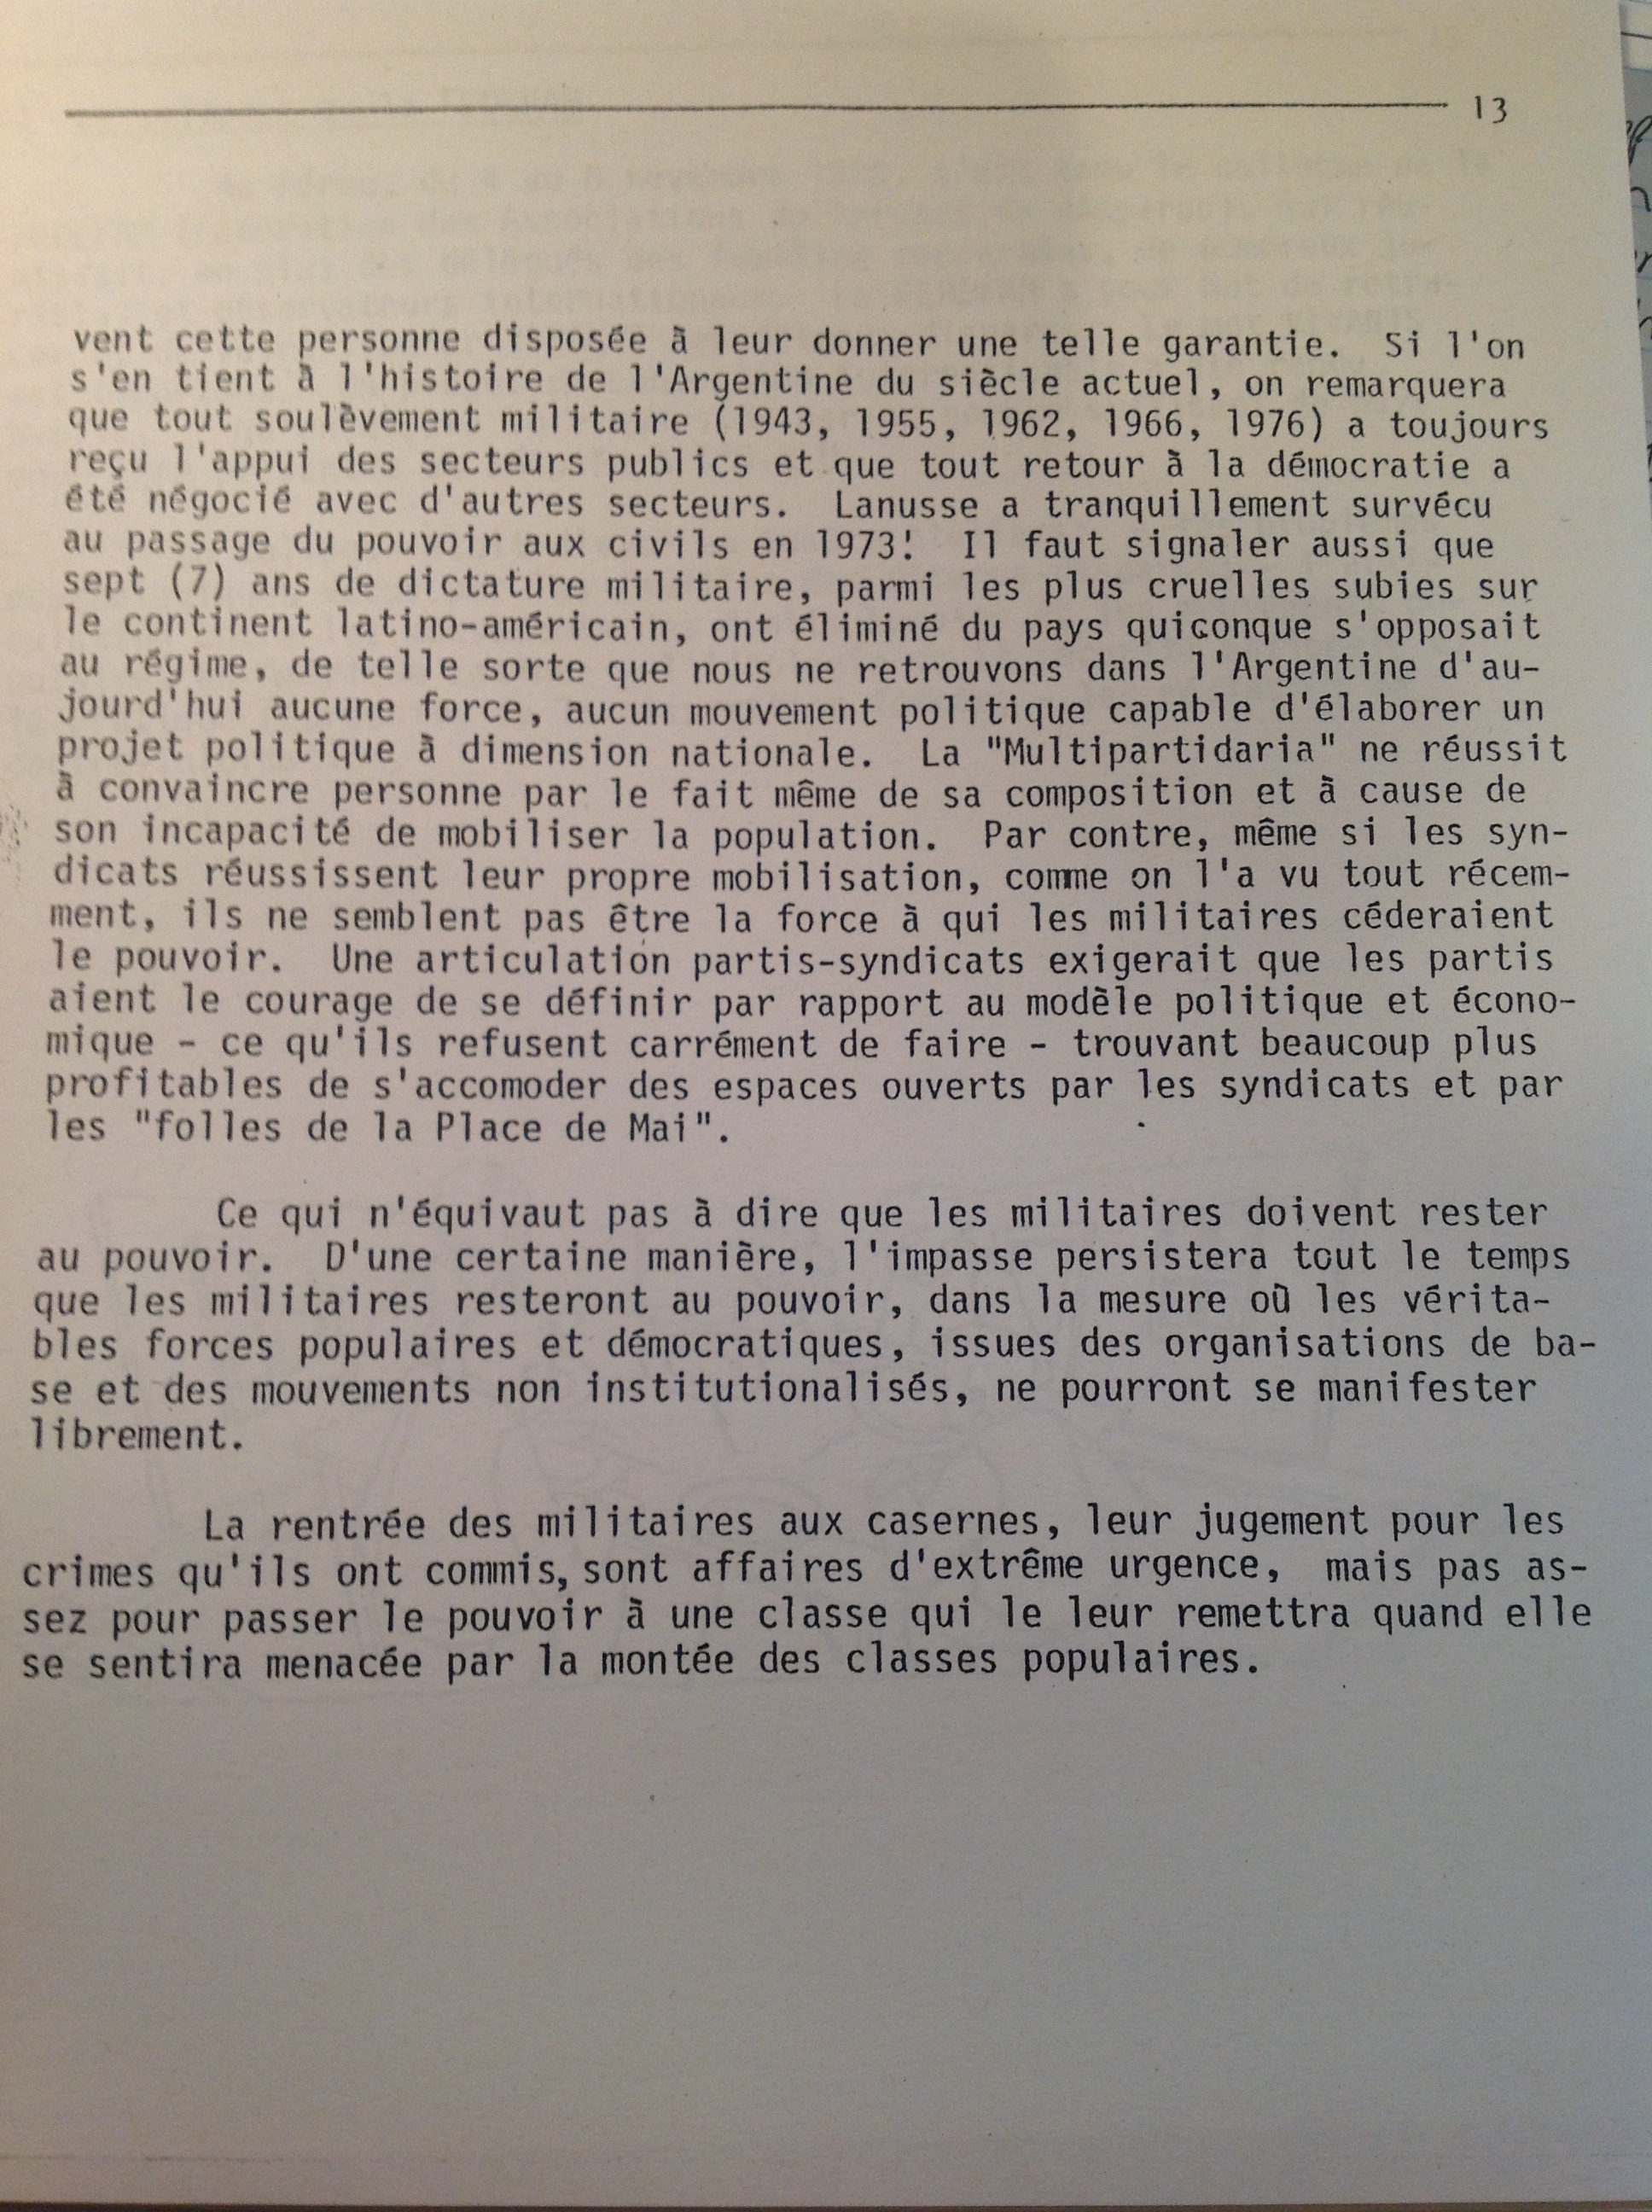 13
vent cette personne disposée à leur donner une telle garantie. Si l'on
s'en tient à l'histoire de l'Argentine du siècle actuel, on remarquera
que tout soulèvement militaire (1943, 1955, 1962, 1966, 1976) a toujours
reçu l'appui des secteurs publics et que tout retour à la démocratie a
été négocié avec d'autres secteurs. Lanusse a tranquillement survécu
au passage du pouvoir aux civils en 1973! Il faut signaler aussi que
sept (7) ans de dictature militaire, parmi les plus cruelles subies sur
le continent latino-américain, ont éliminé du pays quiconque s'opposait
au régime, de telle sorte que nous ne retrouvons dans l'Argentine d'au-
jourd'hui aucune force, aucun mouvement politique capable d'élaborer un
projet politique à dimension nationale. La "Multipartidaria" ne réussit
à convaincre personne par le fait même de sa composition et à cause de
son incapacité de mobiliser la population. Par contre, même si les syn-
dicats réussissent leur propre mobilisation, comme on l'a vu tout récem-
ment, ils ne semblent pas être la force à qui les militaires céderaient
le pouvoir. Une articulation partis-syndicats exigerait que les partis
aient le courage de se définir par rapport au modèle politique et écono-
mique - ce qu'ils refusent carrément de faire - trouvant beaucoup plus
profitables de s'accomoder des espaces ouverts par les syndicats et par
les "folles de la Place de Mai".
Ce qui n'équivaut pas à dire que les militaires doivent rester
au pouvoir. D'une certaine manière, l'impasse persistera tout le temps
que les militaires resteront au pouvoir, dans la mesure où les vérita-
bles forces populaires et démocratiques, issues des organisations de ba-
se et des mouvements non institutionalisés, ne pourront se manifester
librement.
La rentrée des militaires aux casernes, leur jugement pour les
crimes qu'ils ont commis, sont affaires d'extrême urgence, mais pas as-
sez pour passer le pouvoir à une classe qui le leur remettra quand elle
se sentira menacée par la montée des classes populaires.